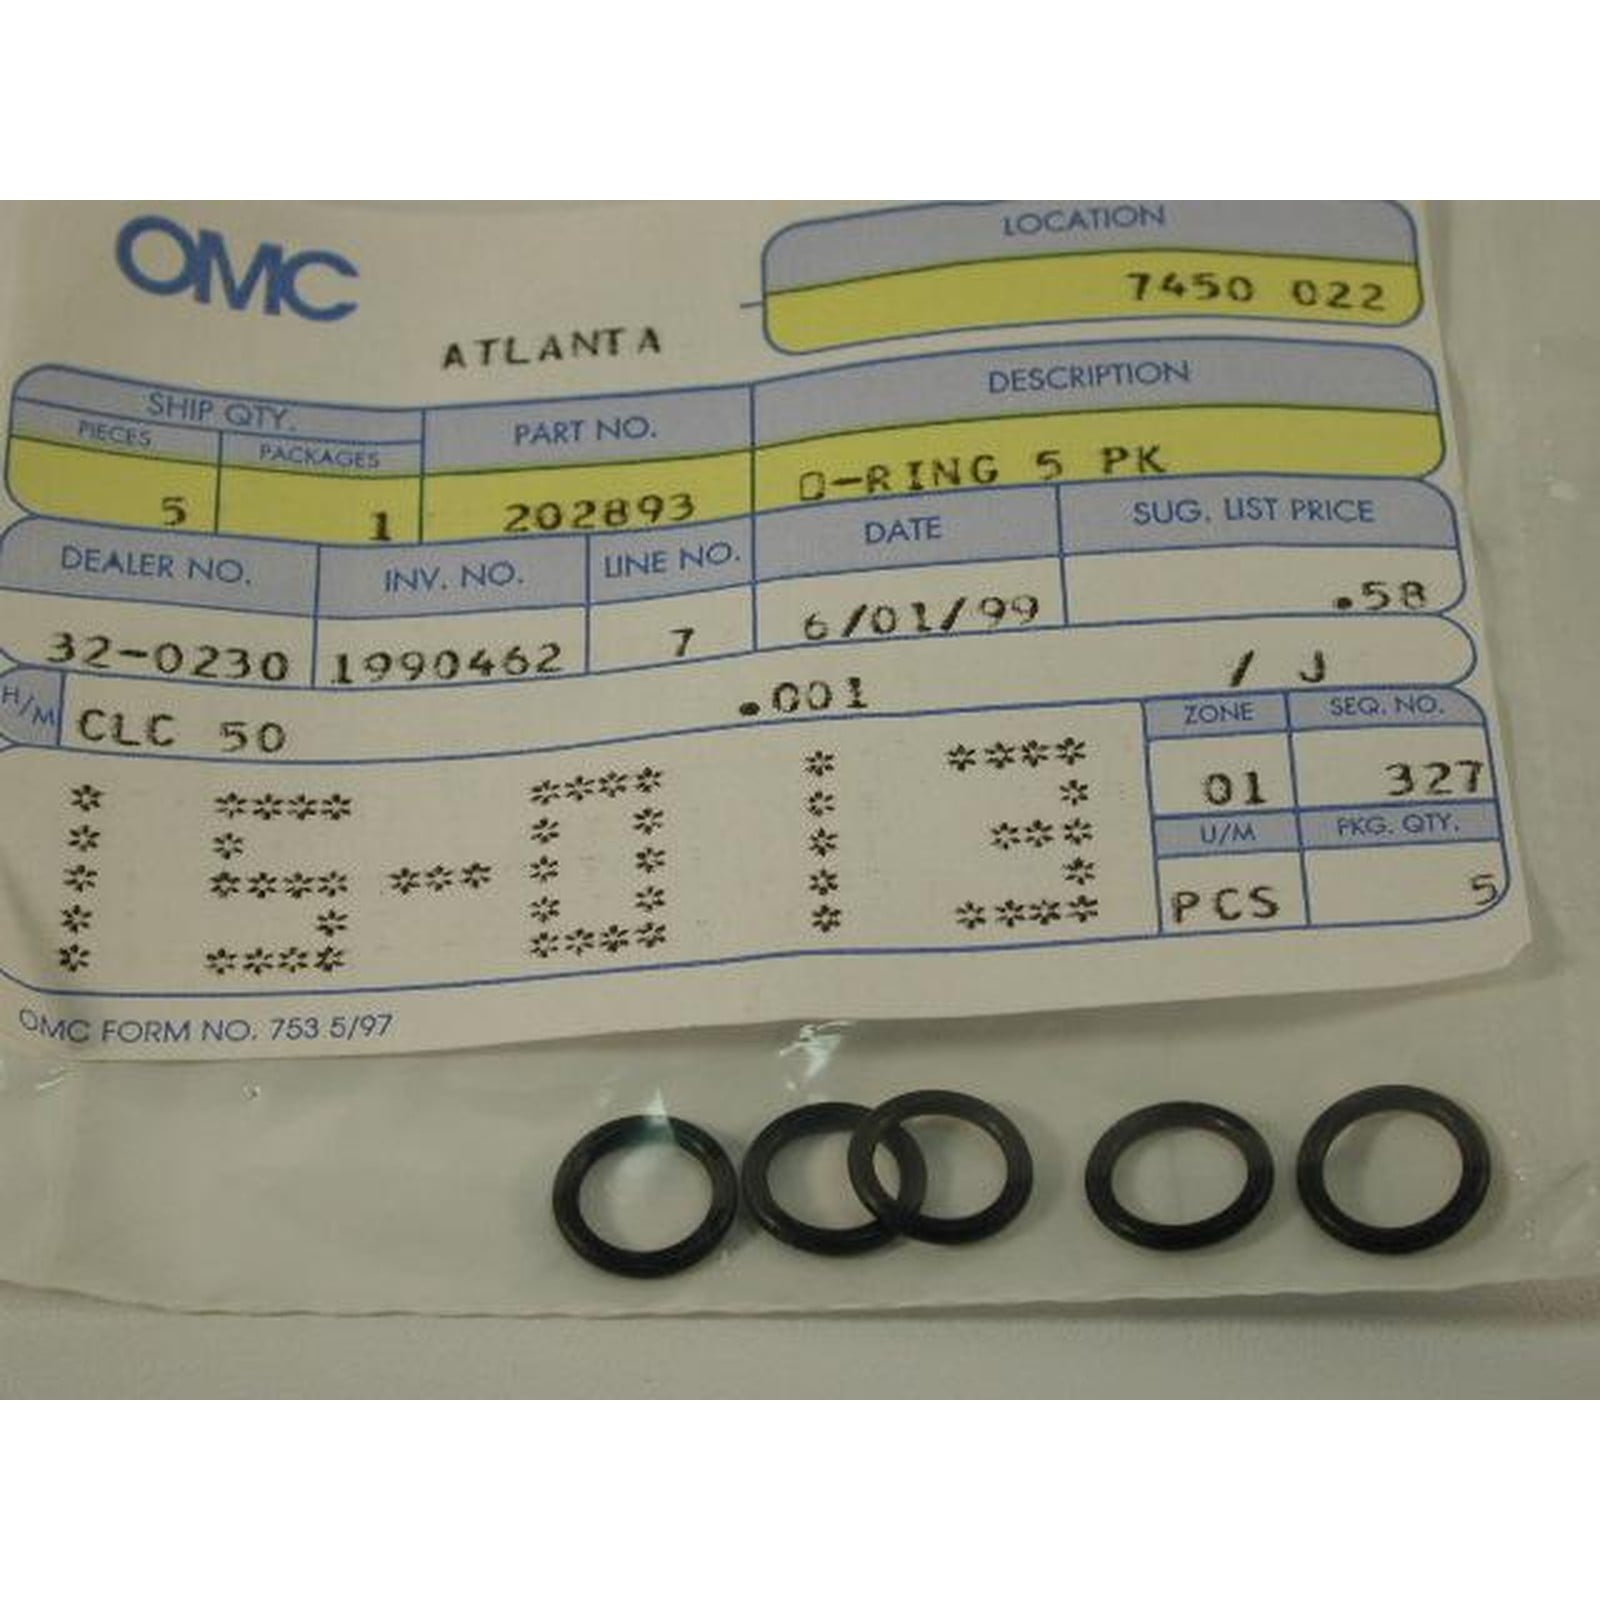 OMC
LOCATION
7450 022
ATLANTA
SHIP QTY. PART NO. DESCRIPTION
PIECES PACKAGES
5 1 202893 O-RING 5 PK
DEALER NO. INV. NO. LINE NO. DATE SUG. LIST PRICE
32-0230 1990462 7 6/01/99 .58
H/M CLC 50 .001 / J
ZONE SEQ. NO.
01 327
15-013
U/M PKG. QTY.
PCS 5
OMC FORM NO. 753 5/97